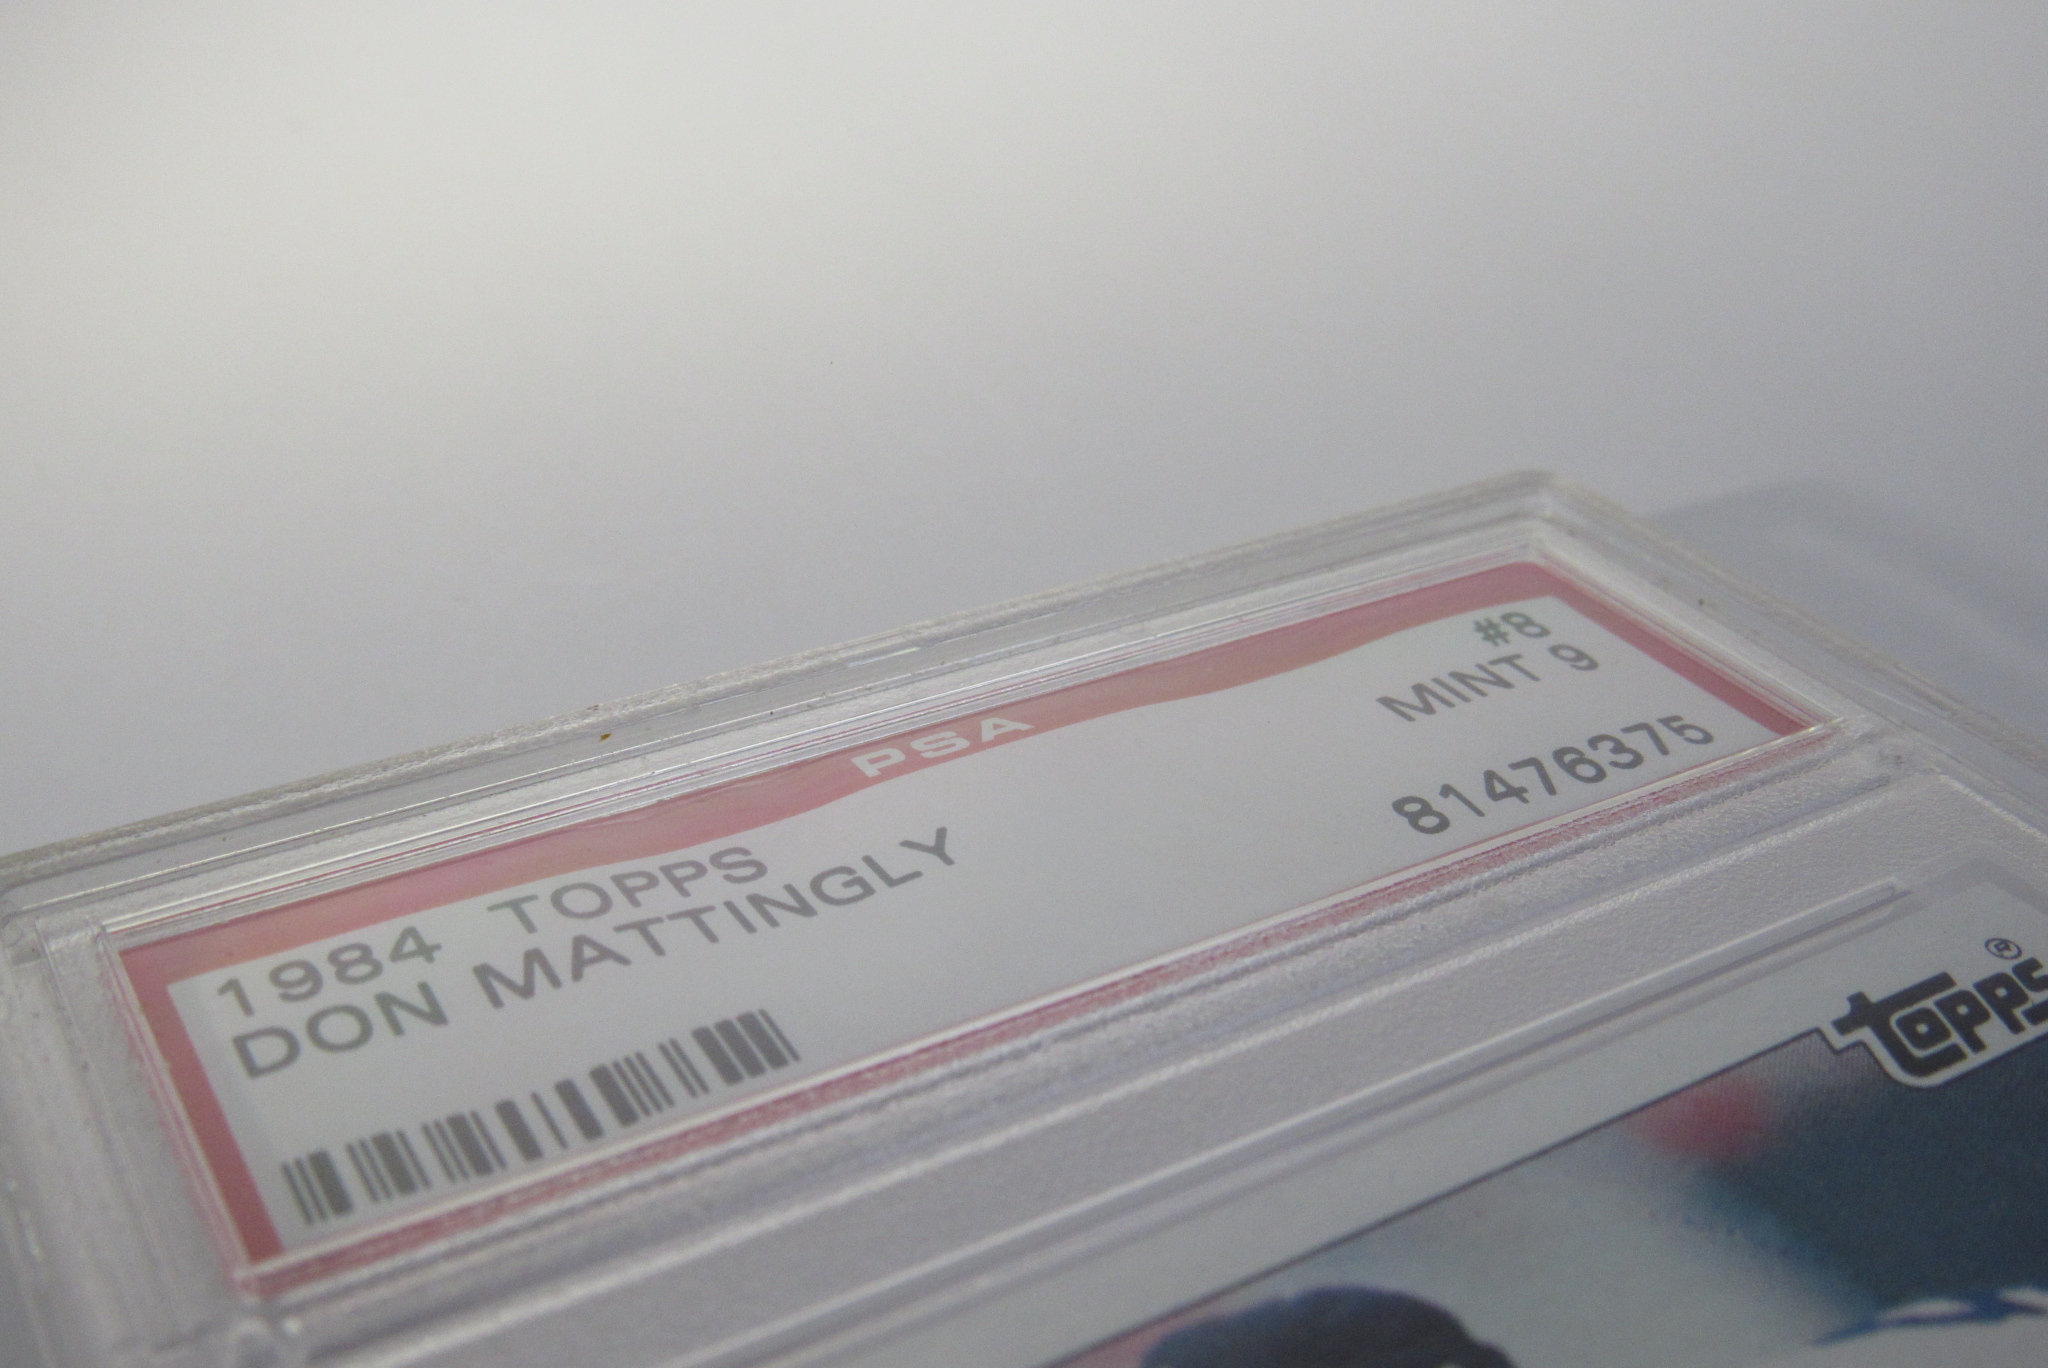 PSA
1984 TOPPS #8
DON MATTINGLY MINT 9
81476375
Topps®